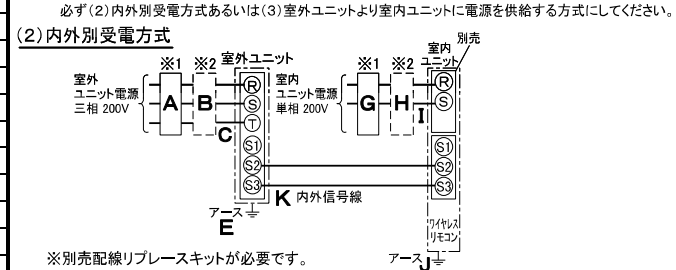 必ず(2)内外別受電方式あるいは(3)室外ユニットより室内ユニットに電源を供給する方式にしてください。
(2)内外別受電方式
別売
室外ユニット
室内
ユニット
※1 ※2
※1 ※2
室外
ユニット電源
三相 200V
A
B
C
R
S
T
S1
S2
S3
室内
ユニット電源
単相 200V
G
H
I
R
S
S1
S2
S3
K 内外信号線
アース
E
ワイヤレス
リモコン
アース J
※別売配線リプレースキットが必要です。